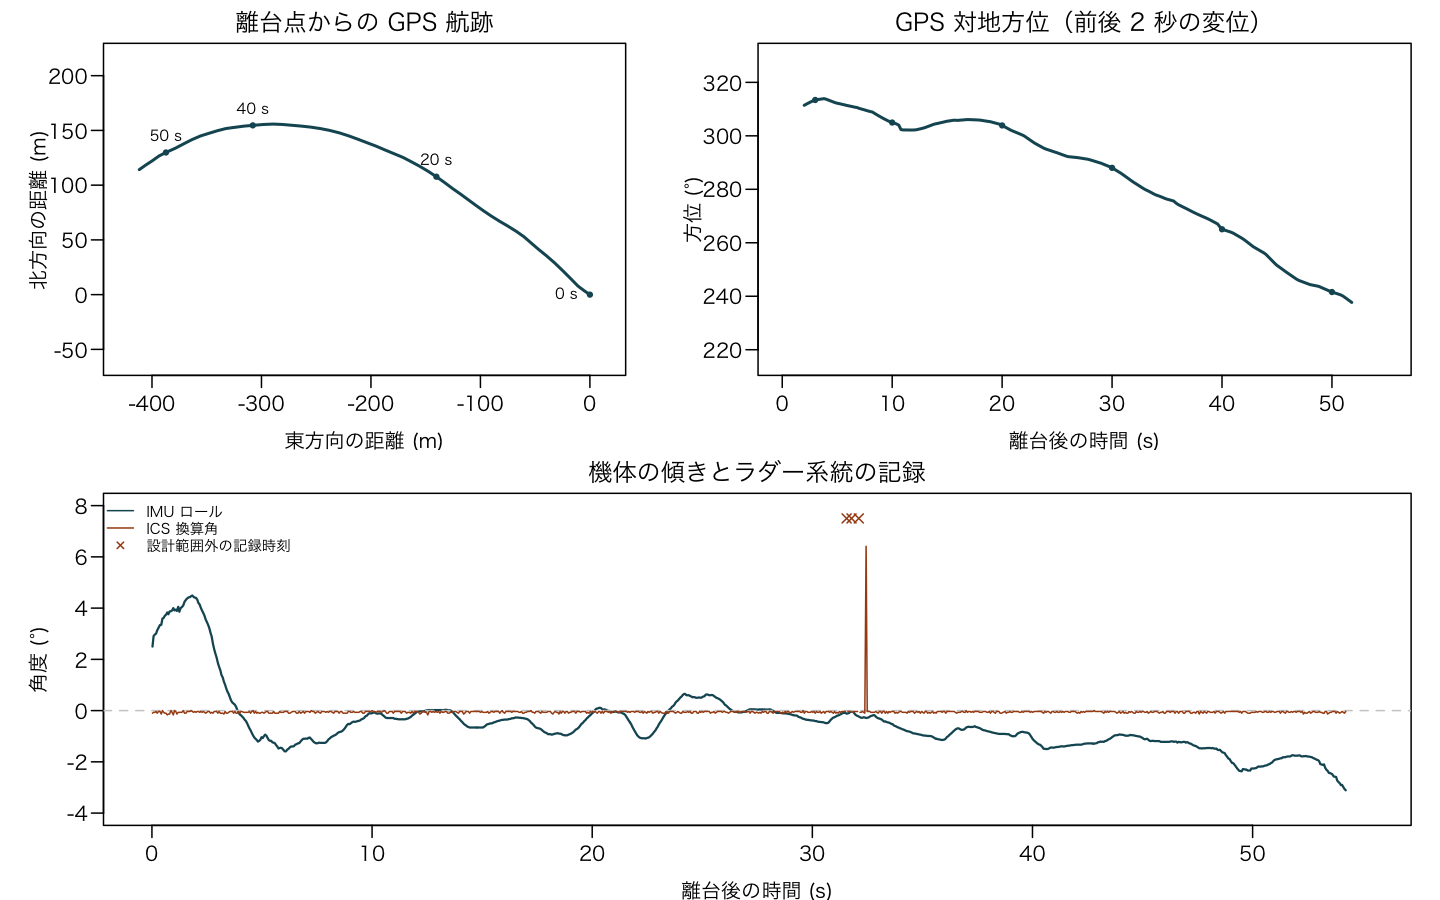 離台点からの GPS 航跡
200
150
100
50
0
-50
北方向の距離 (m)
50 s
40 s
20 s
0 s
-400
-300
-200
-100
0
東方向の距離 (m)
GPS 対地方位（前後 2 秒の変位）
320
300
280
260
240
220
方位 (°)
0
10
20
30
40
50
離台後の時間 (s)
機体の傾きとラダー系統の記録
8
6
4
2
0
-2
-4
角度 (°)
IMU ロール
ICS 換算角
設計範囲外の記録時刻
0
10
20
30
40
50
離台後の時間 (s)